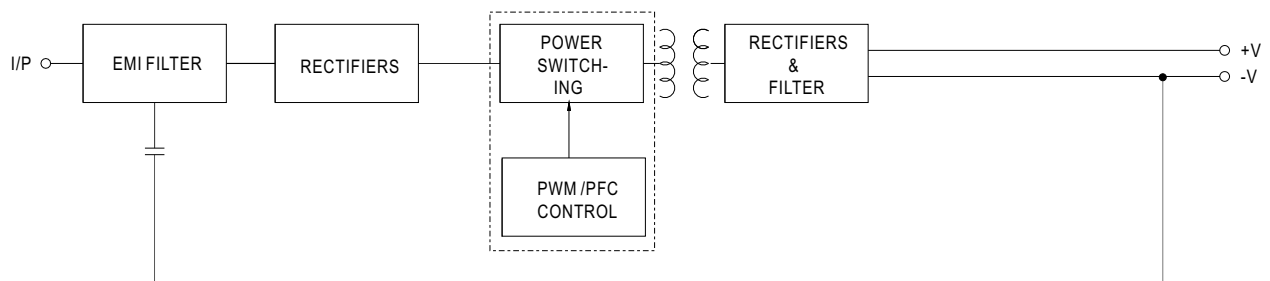 I/P
EMI FILTER
RECTIFIERS
POWER
SWITCH-
ING
PWM /PFC
CONTROL
RECTIFIERS
&
FILTER
+V
-V